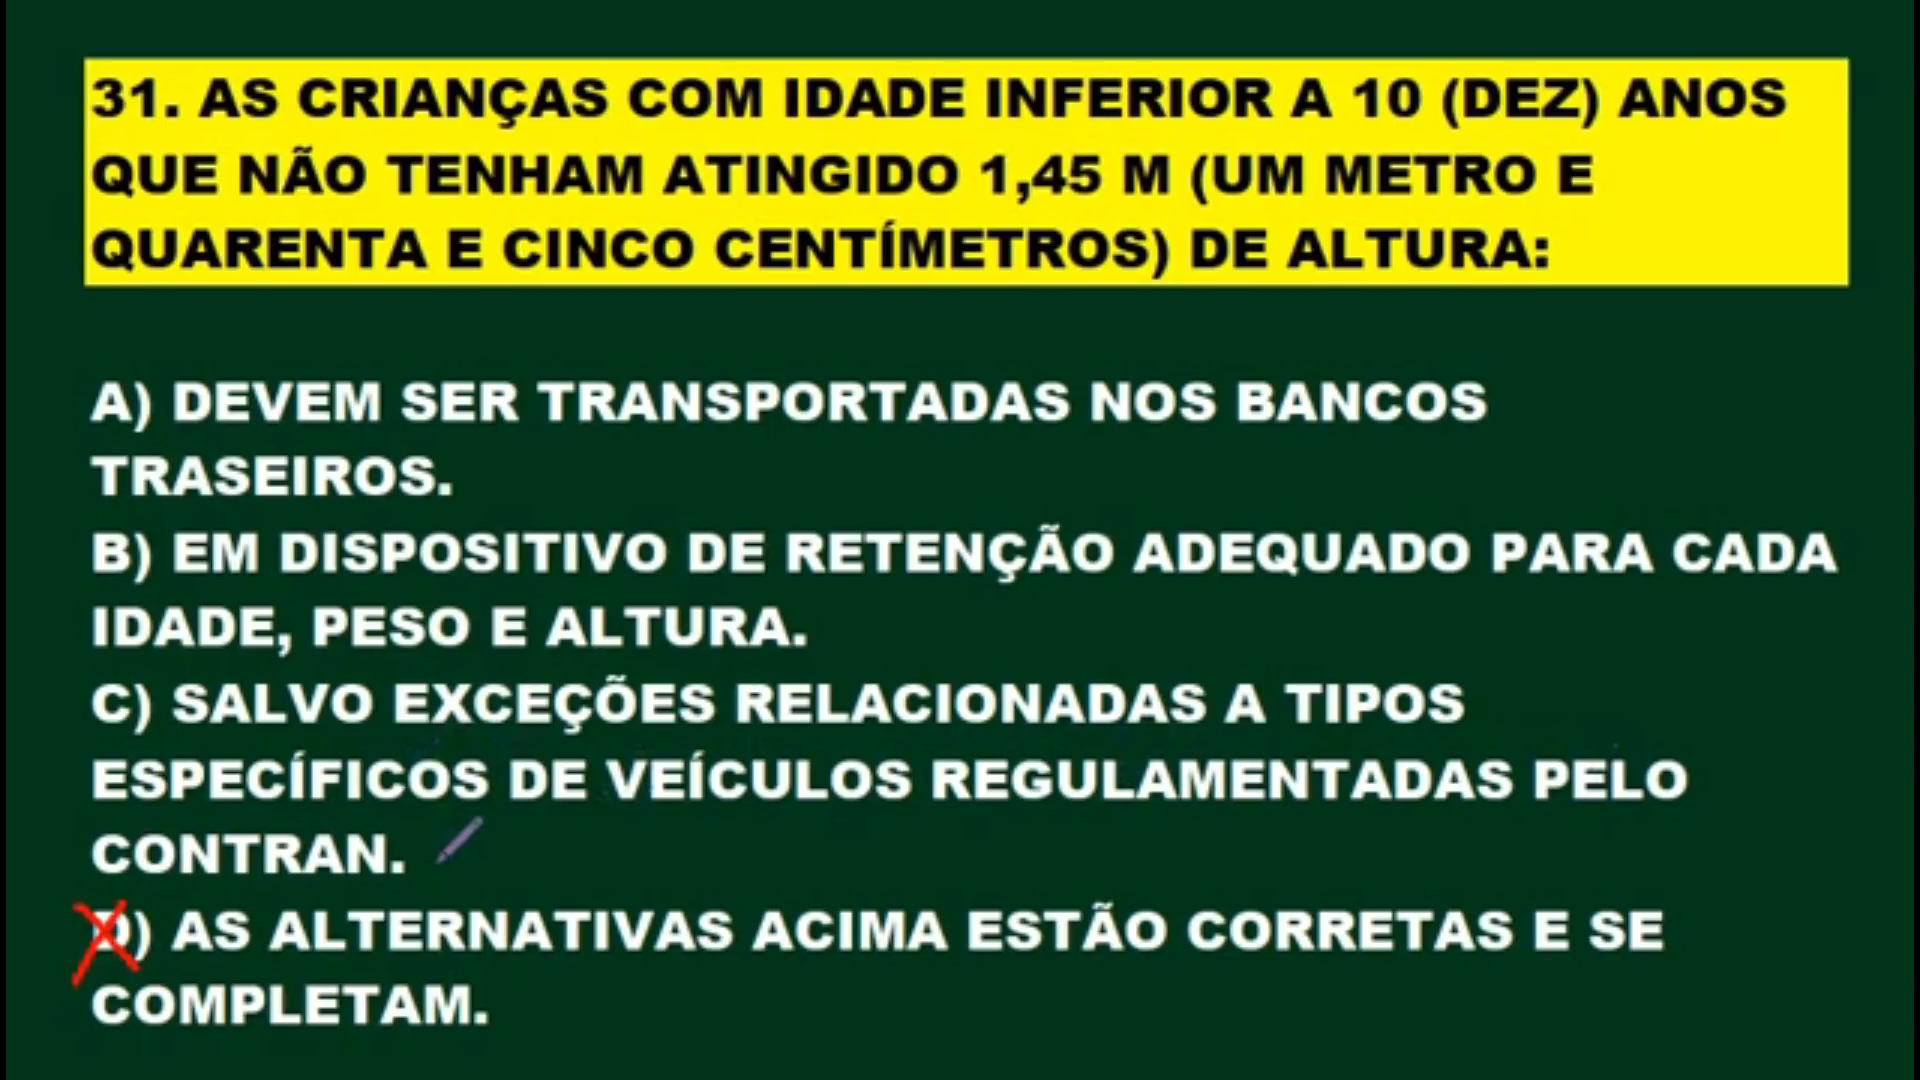 31. AS CRIANÇAS COM IDADE INFERIOR A 10 (DEZ) ANOS
QUE NÃO TENHAM ATINGIDO 1,45 M (UM METRO E
QUARENTA E CINCO CENTÍMETROS) DE ALTURA:
A) DEVEM SER TRANSPORTADAS NOS BANCOS
TRASEIROS.
B) EM DISPOSITIVO DE RETENÇÃO ADEQUADO PARA CADA
IDADE, PESO E ALTURA.
C) SALVO EXCEÇÕES RELACIONADAS A TIPOS
ESPECÍFICOS DE VEÍCULOS REGULAMENTADAS PELO
CONTRAN.
D) AS ALTERNATIVAS ACIMA ESTÃO CORRETAS E SE
COMPLETAM.